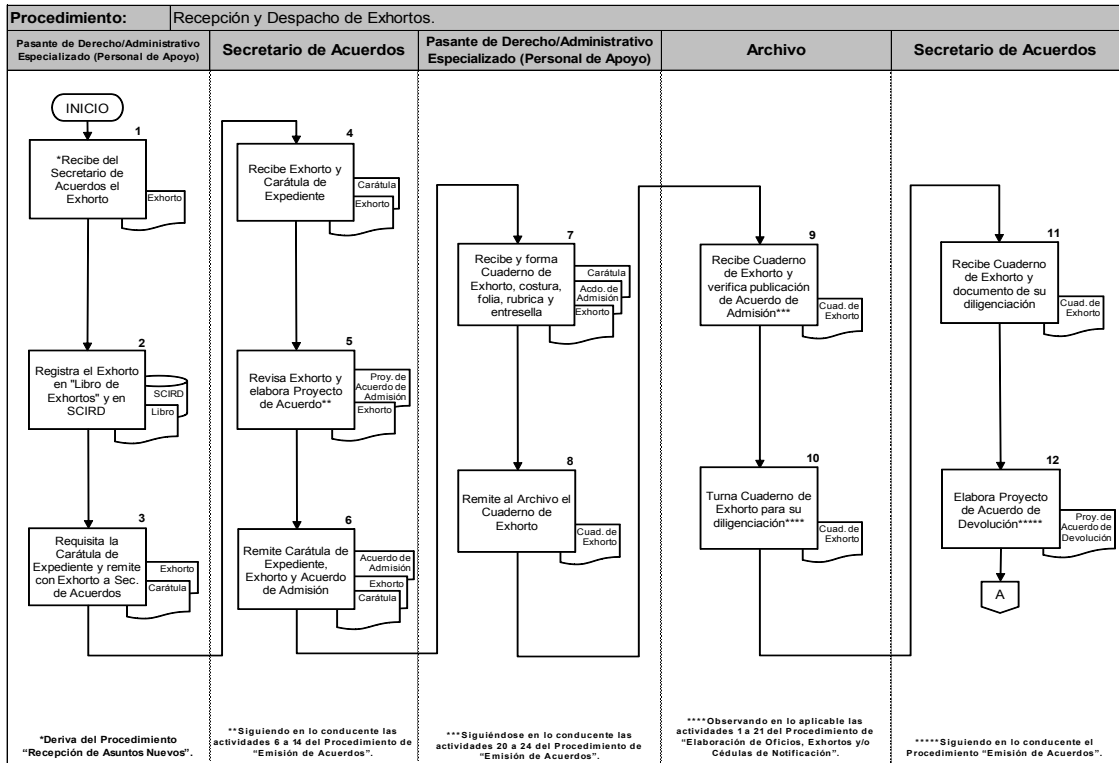 Procedimiento: Recepción y Despacho de Exhortos.
Pasante de Derecho/Administrativo
Especializado (Personal de Apoyo)
Secretario de Acuerdos
Pasante de Derecho/Administrativo
Especializado (Personal de Apoyo)
Archivo
Secretario de Acuerdos
INICIO
1
*Recibe del
Secretario de
Acuerdos el
Exhorto
Exhorto
2
Registra el Exhorto
en "Libro de
Exhortos" y en
SCIRD
SCIRD
Libro
3
Requisita la
Carátula de
Expediente y remite
con Exhorto a Sec.
de Acuerdos
Exhorto
Carátula
*Deriva del Procedimiento
“Recepción de Asuntos Nuevos”.
4
Recibe Exhorto y
Carátula de
Expediente
Carátula
Exhorto
5
Revisa Exhorto y
elabora Proyecto
de Acuerdo**
Proy. de
Acuerdo de
Admisión
Exhorto
6
Remite Carátula de
Expediente,
Exhorto y Acuerdo
de Admisión
Acuerdo de
Admisión
Exhorto
Carátula
**Siguiendo en lo conducente las
actividades 6 a 14 del Procedimiento de
“Emisión de Acuerdos”.
7
Recibe y forma
Cuaderno de
Exhorto, costura,
folia, rubrica y
entresella
Carátula
Acdo. de
Admisión
Exhorto
8
Remite al Archivo el
Cuaderno de
Exhorto
Cuad. de
Exhorto
***Siguiéndose en lo conducente las
actividades 20 a 24 del Procedimiento de
“Emisión de Acuerdos”.
9
Recibe Cuaderno
de Exhorto y
verifica publicación
de Acuerdo de
Admisión***
Cuad. de
Exhorto
10
Turna Cuaderno de
Exhorto para su
diligenciación****
Cuad. de
Exhorto
****Observando en lo aplicable las
actividades 1 a 21 del Procedimiento de
“Elaboración de Oficios, Exhortos y/o
Cédulas de Notificación”.
11
Recibe Cuaderno
de Exhorto y
documento de su
diligenciación
Cuad. de
Exhorto
12
Elabora Proyecto
de Acuerdo de
Devolución*****
Proy. de
Acuerdo de
Devolución
A
*****Siguiendo en lo conducente el
Procedimiento “Emisión de Acuerdos”.